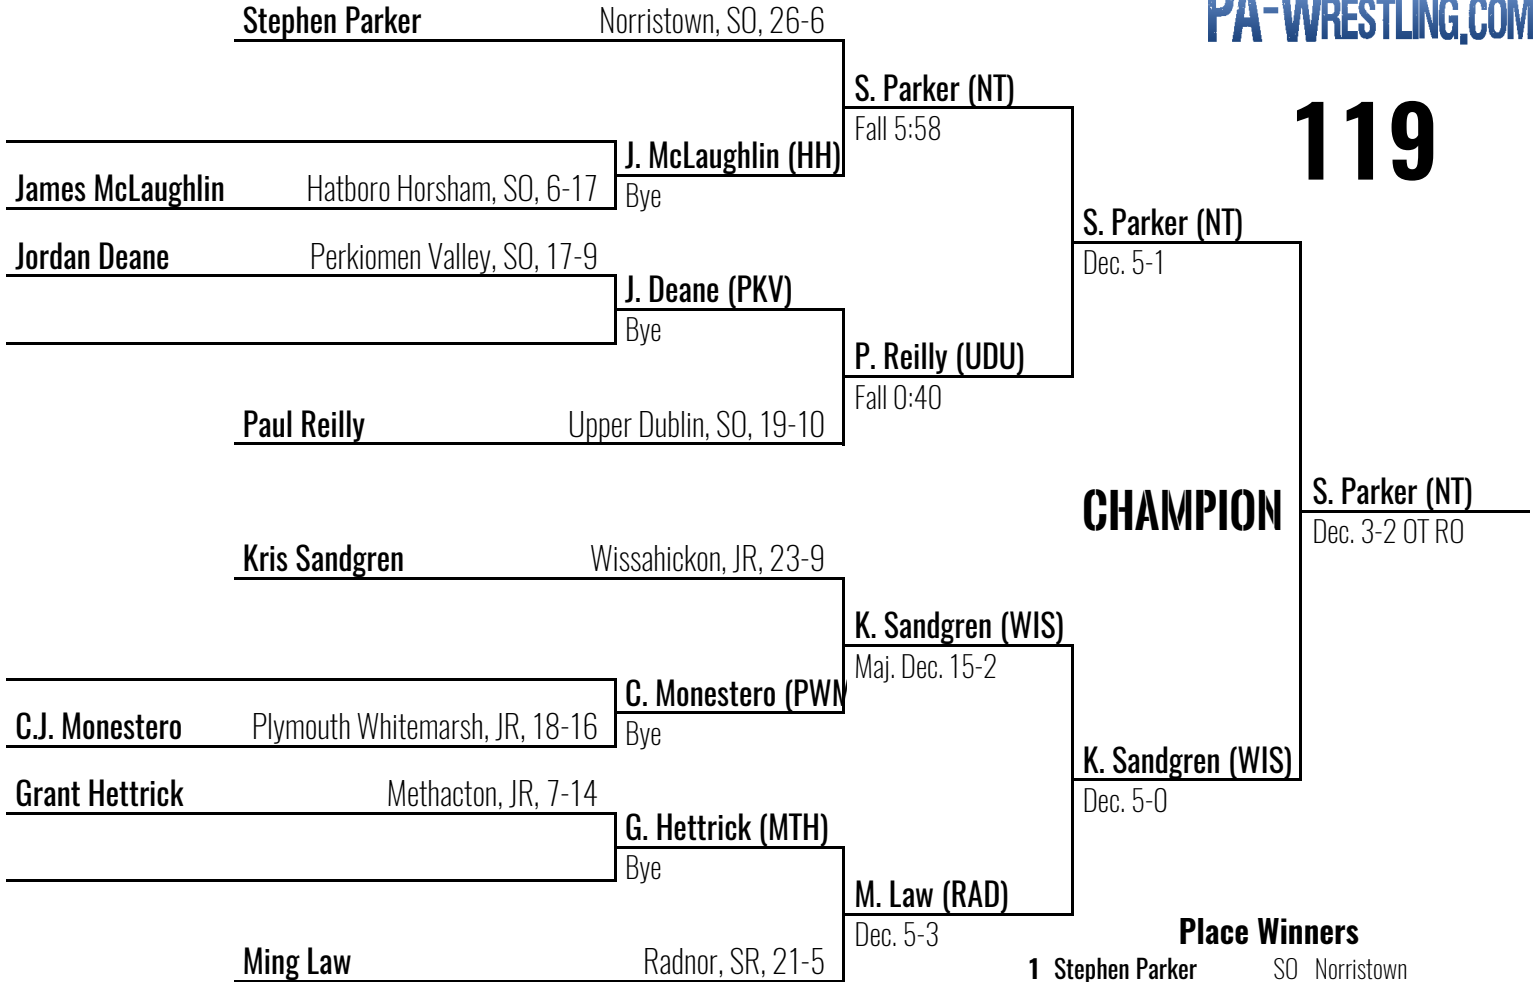 PA-WRESTLING.COM
119
Stephen Parker Norristown, SO, 26-6
S. Parker (NT)
Fall 5:58
J. McLaughlin (HH)
Bye
James McLaughlin Hatboro Horsham, SO, 6-17
S. Parker (NT)
Dec. 5-1
Jordan Deane Perkiomen Valley, SO, 17-9
J. Deane (PKV)
Bye
P. Reilly (UDU)
Fall 0:40
Paul Reilly Upper Dublin, SO, 19-10
CHAMPION
S. Parker (NT)
Dec. 3-2 OT RO
Kris Sandgren Wissahickon, JR, 23-9
K. Sandgren (WIS)
Maj. Dec. 15-2
C. Monestero (PWM
Bye
C.J. Monestero Plymouth Whitemarsh, JR, 18-16
K. Sandgren (WIS)
Dec. 5-0
Grant Hettrick Methacton, JR, 7-14
G. Hettrick (MTH)
Bye
M. Law (RAD)
Dec. 5-3
Ming Law Radnor, SR, 21-5
Place Winners
1 Stephen Parker SO Norristown